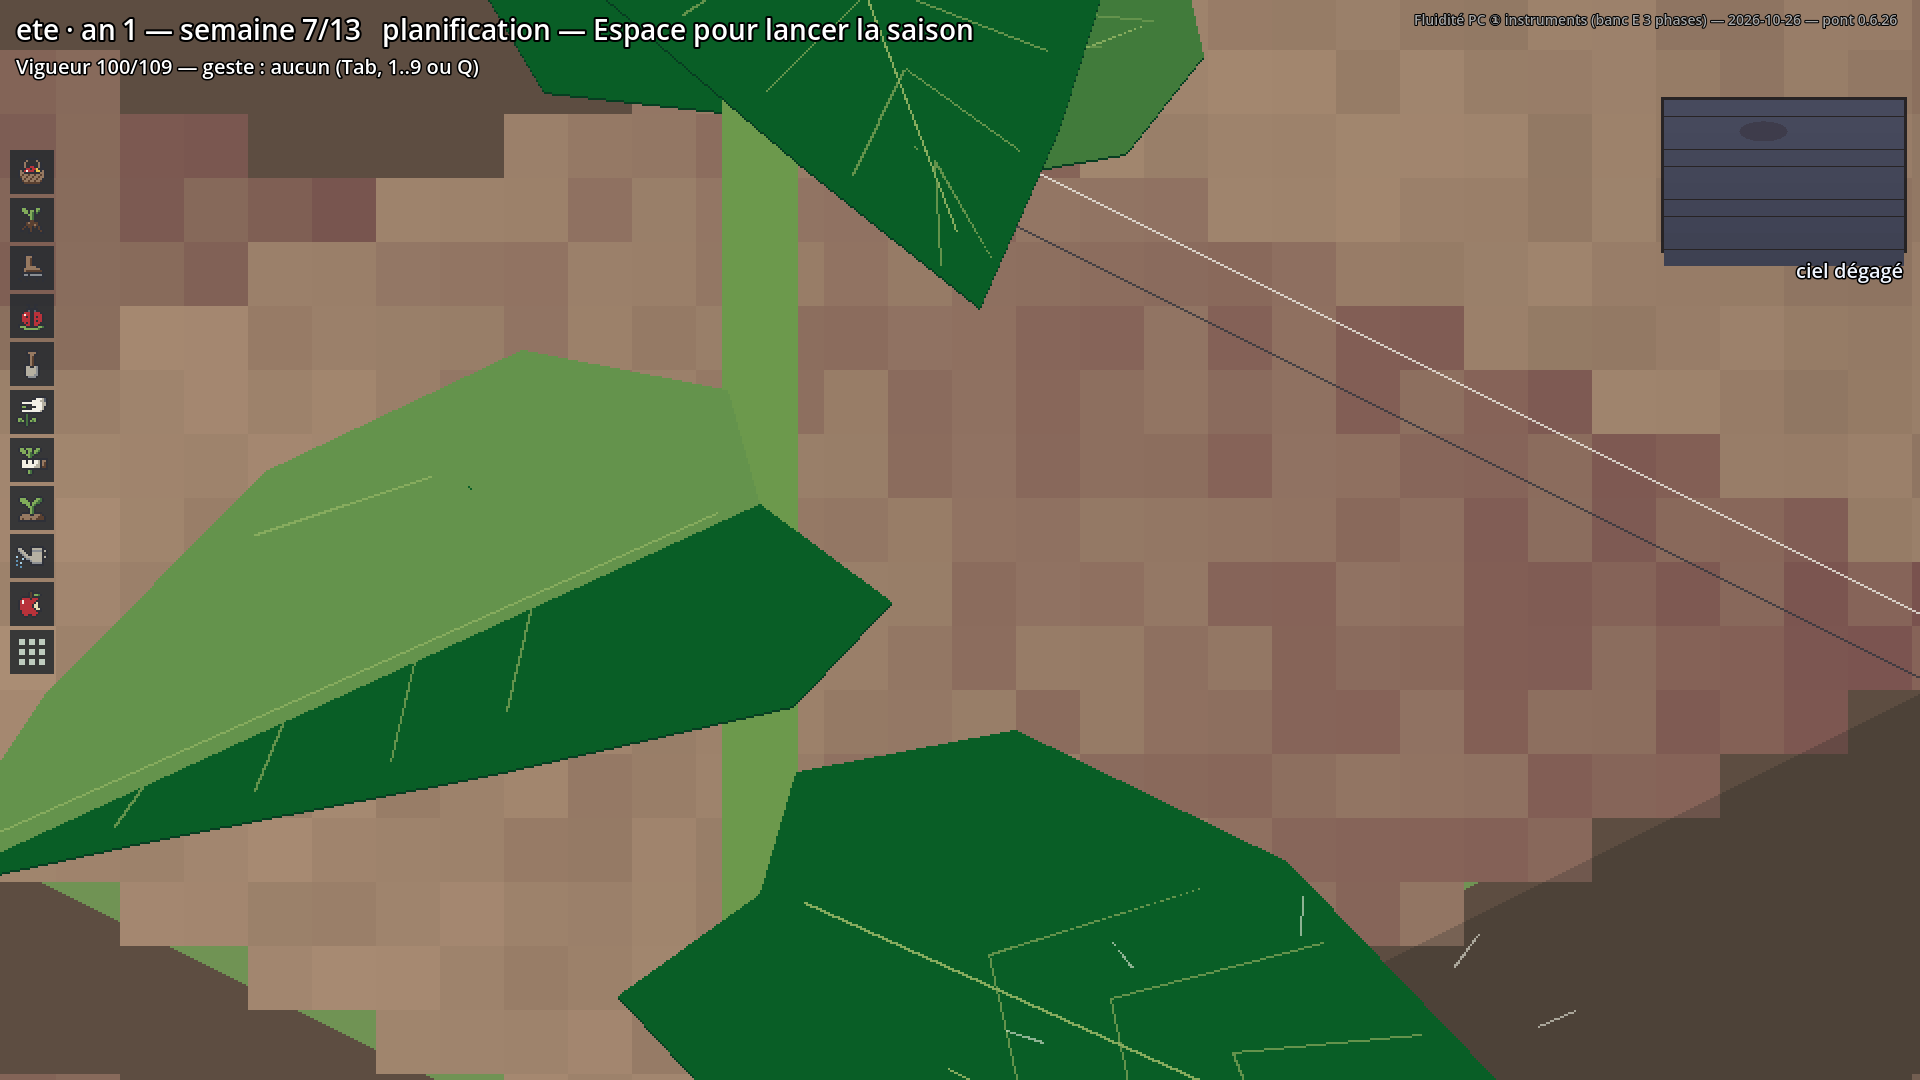 ete · an 1 — semaine 7/13   planification — Espace pour lancer la saison
Fluidité PC ① instruments (banc E 3 phases) — 2026-10-26 — pont 0.6.26
Vigueur 100/109 — geste : aucun (Tab, 1..9 ou Q)
ciel dégagé